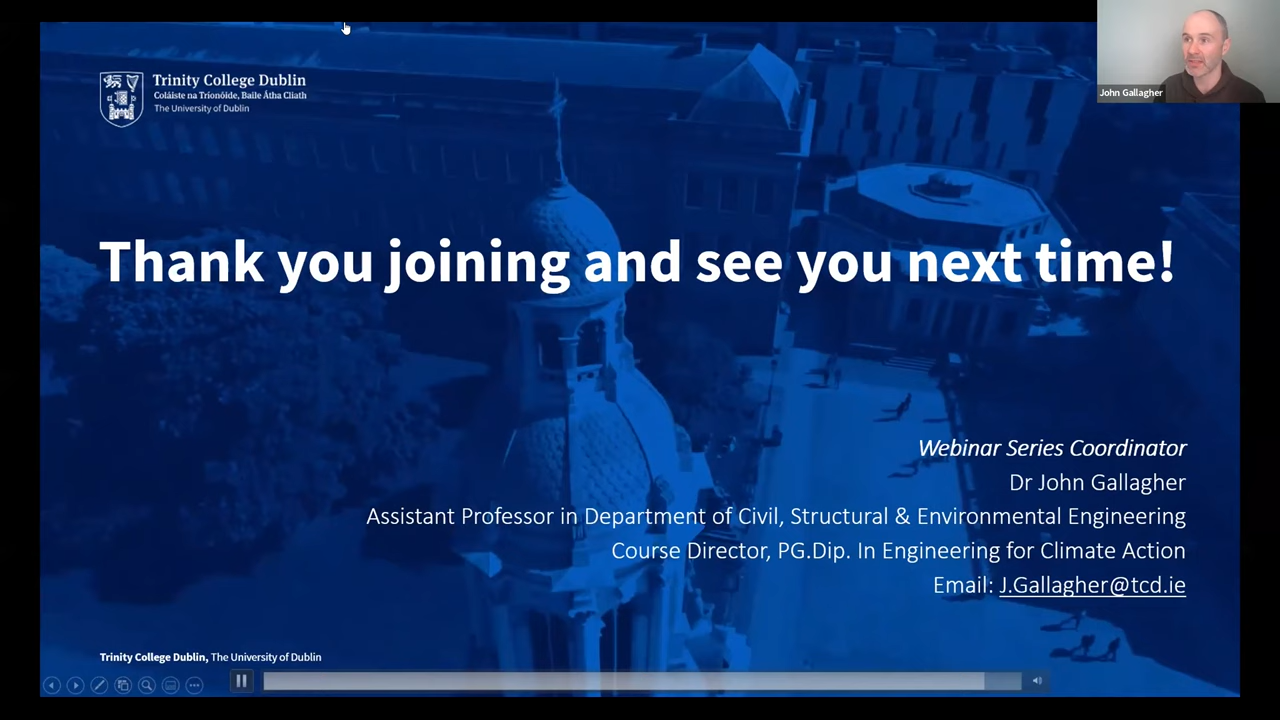 John Gallagher
Trinity College Dublin
Coláiste na Tríonóide, Baile Átha Cliath
The University of Dublin
Thank you joining and see you next time!
Webinar Series Coordinator
Dr John Gallagher
Assistant Professor in Department of Civil, Structural & Environmental Engineering
Course Director, PG.Dip. In Engineering for Climate Action
Email: J.Gallagher@tcd.ie
Trinity College Dublin, The University of Dublin